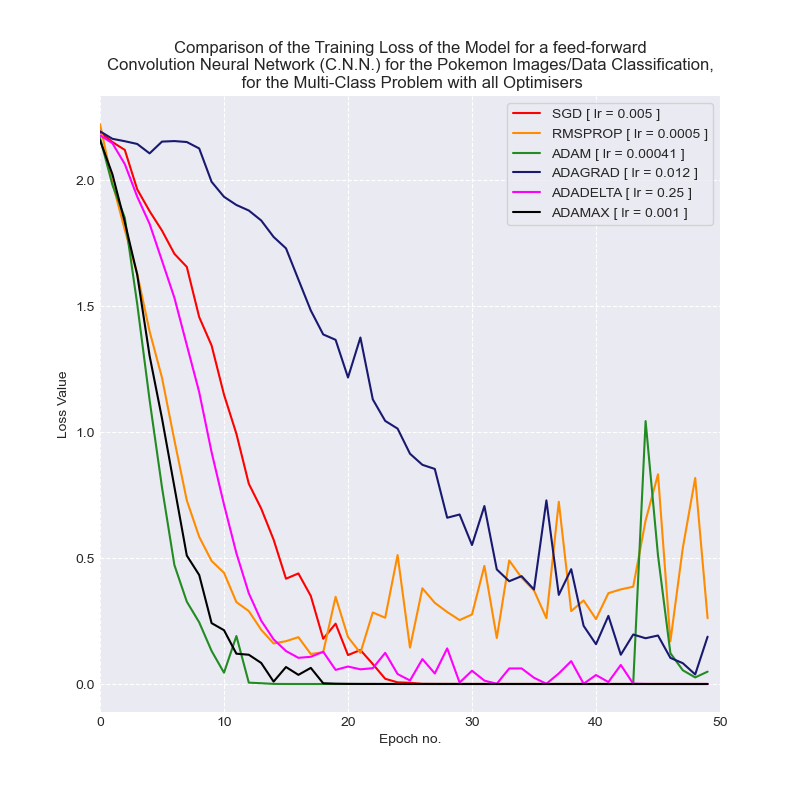 Comparison of the Training Loss of the Model for a feed-forward
Convolution Neural Network (C.N.N.) for the Pokemon Images/Data Classification,
for the Multi-Class Problem with all Optimisers
SGD [ lr = 0.005 ]
RMSPROP [ lr = 0.0005 ]
ADAM [ lr = 0.00041 ]
ADAGRAD [ lr = 0.012 ]
ADADELTA [ lr = 0.25 ]
ADAMAX [ lr = 0.001 ]
Loss Value
2.0
1.5
1.0
0.5
0.0
0 10 20 30 40 50
Epoch no.